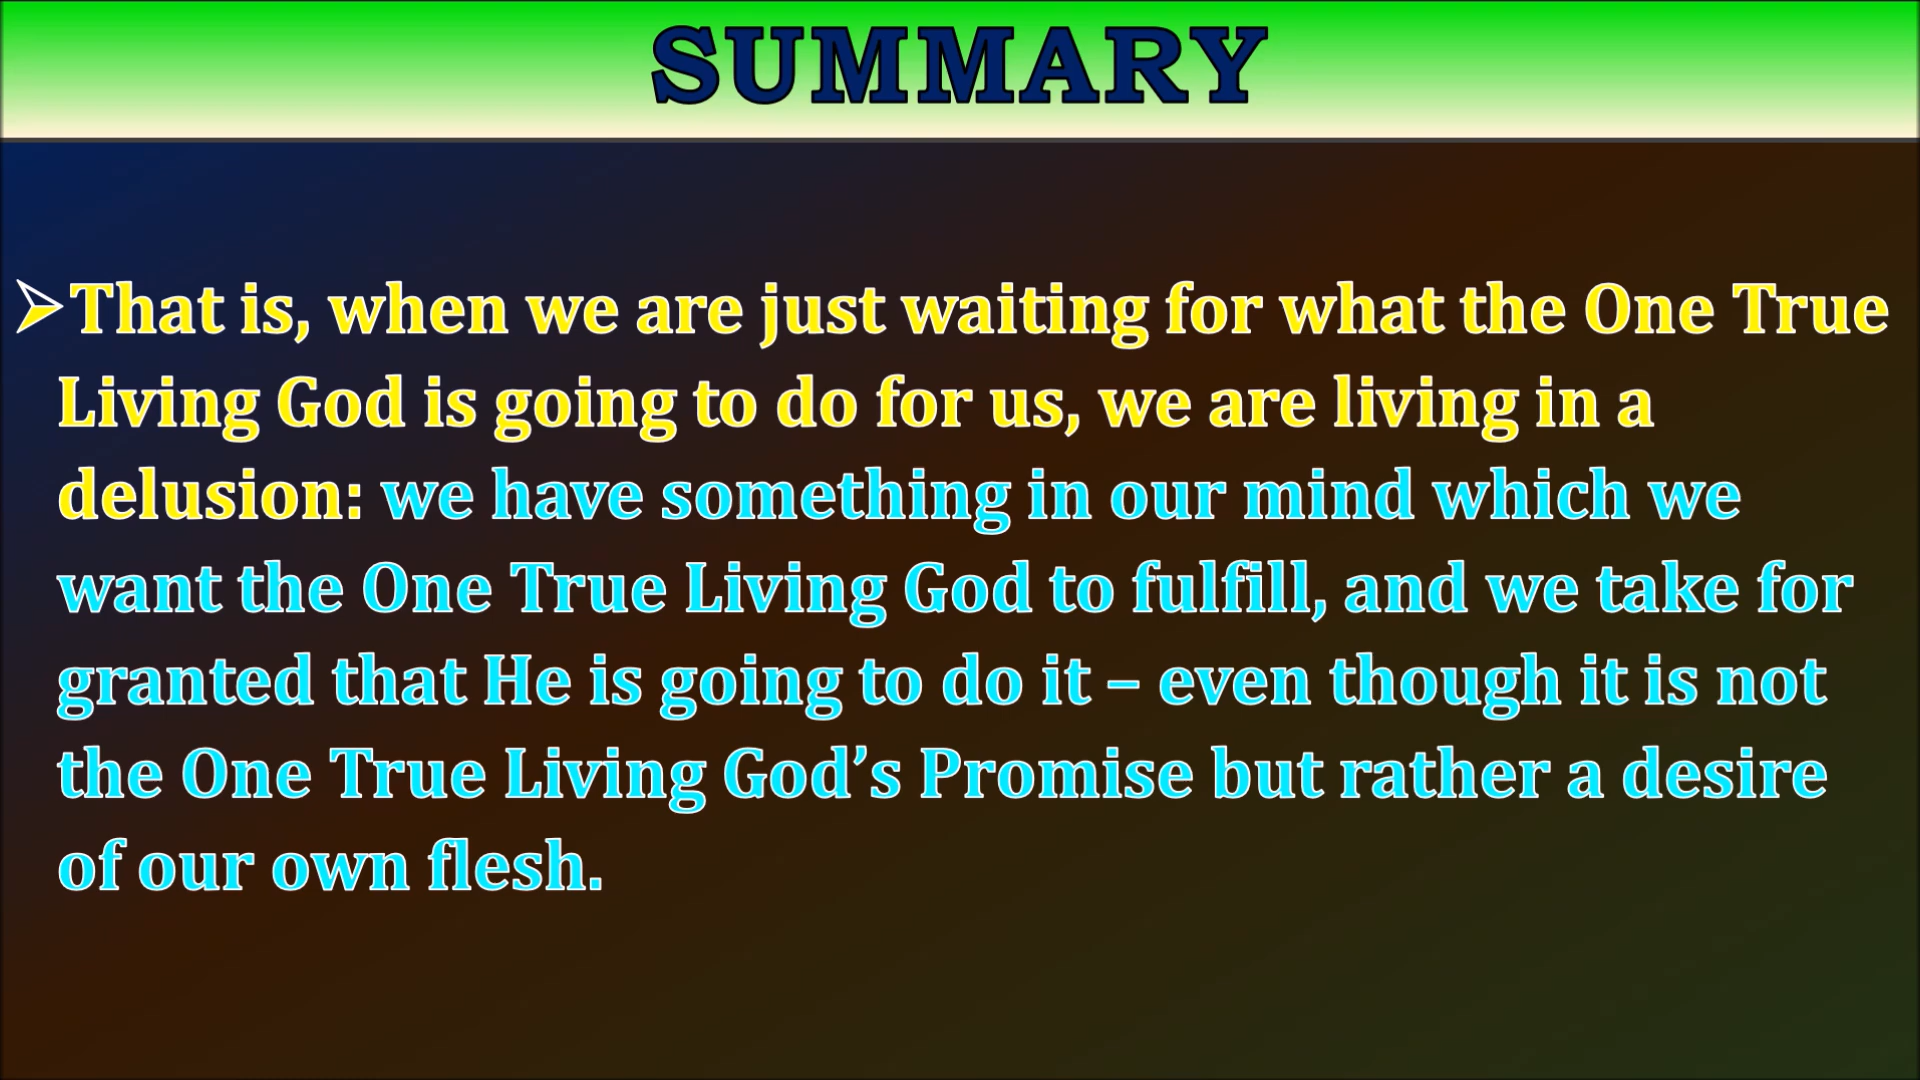 SUMMARY
➢That is, when we are just waiting for what the One True
Living God is going to do for us, we are living in a
delusion: we have something in our mind which we
want the One True Living God to fulfill, and we take for
granted that He is going to do it – even though it is not
the One True Living God’s Promise but rather a desire
of our own flesh.